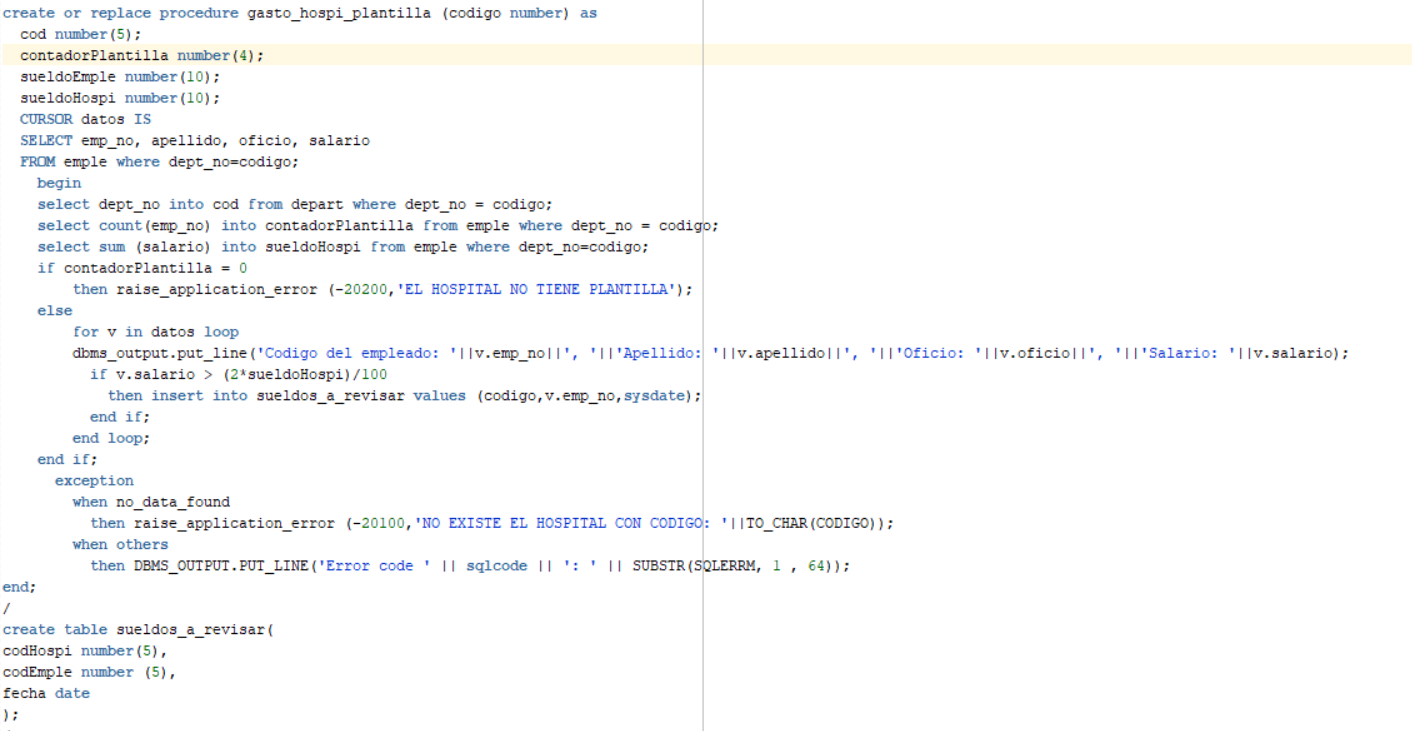 create or replace procedure gasto_hospi_plantilla (codigo number) as
cod number(5);
contadorPlantilla number(4);
sueldoEmple number(10);
sueldoHospi number(10);
CURSOR datos IS
SELECT emp_no, apellido, oficio, salario
FROM emple where dept_no=codigo;
begin
select dept_no into cod from depart where dept_no = codigo;
select count(emp_no) into contadorPlantilla from emple where dept_no = codigo;
select sum (salario) into sueldoHospi from emple where dept_no=codigo;
if contadorPlantilla = 0
then raise_application_error (-20200,'EL HOSPITAL NO TIENE PLANTILLA');
else
for v in datos loop
dbms_output.put_line('Codigo del empleado: '||v.emp_no||', '||'Apellido: '||v.apellido||', '||'Oficio: '||v.oficio||', '||'Salario: '||v.salario);
if v.salario > (2*sueldoHospi)/100
then insert into sueldos_a_revisar values (codigo,v.emp_no,sysdate);
end if;
end loop;
end if;
exception
when no_data_found
then raise_application_error (-20100,'NO EXISTE EL HOSPITAL CON CODIGO: '||TO_CHAR(CODIGO));
when others
then DBMS_OUTPUT.PUT_LINE('Error code ' || sqlcode || ': ' || SUBSTR(SQLERRM, 1 , 64));
end;
/
create table sueldos_a_revisar(
codHospi number(5),
codEmple number (5),
fecha date
);